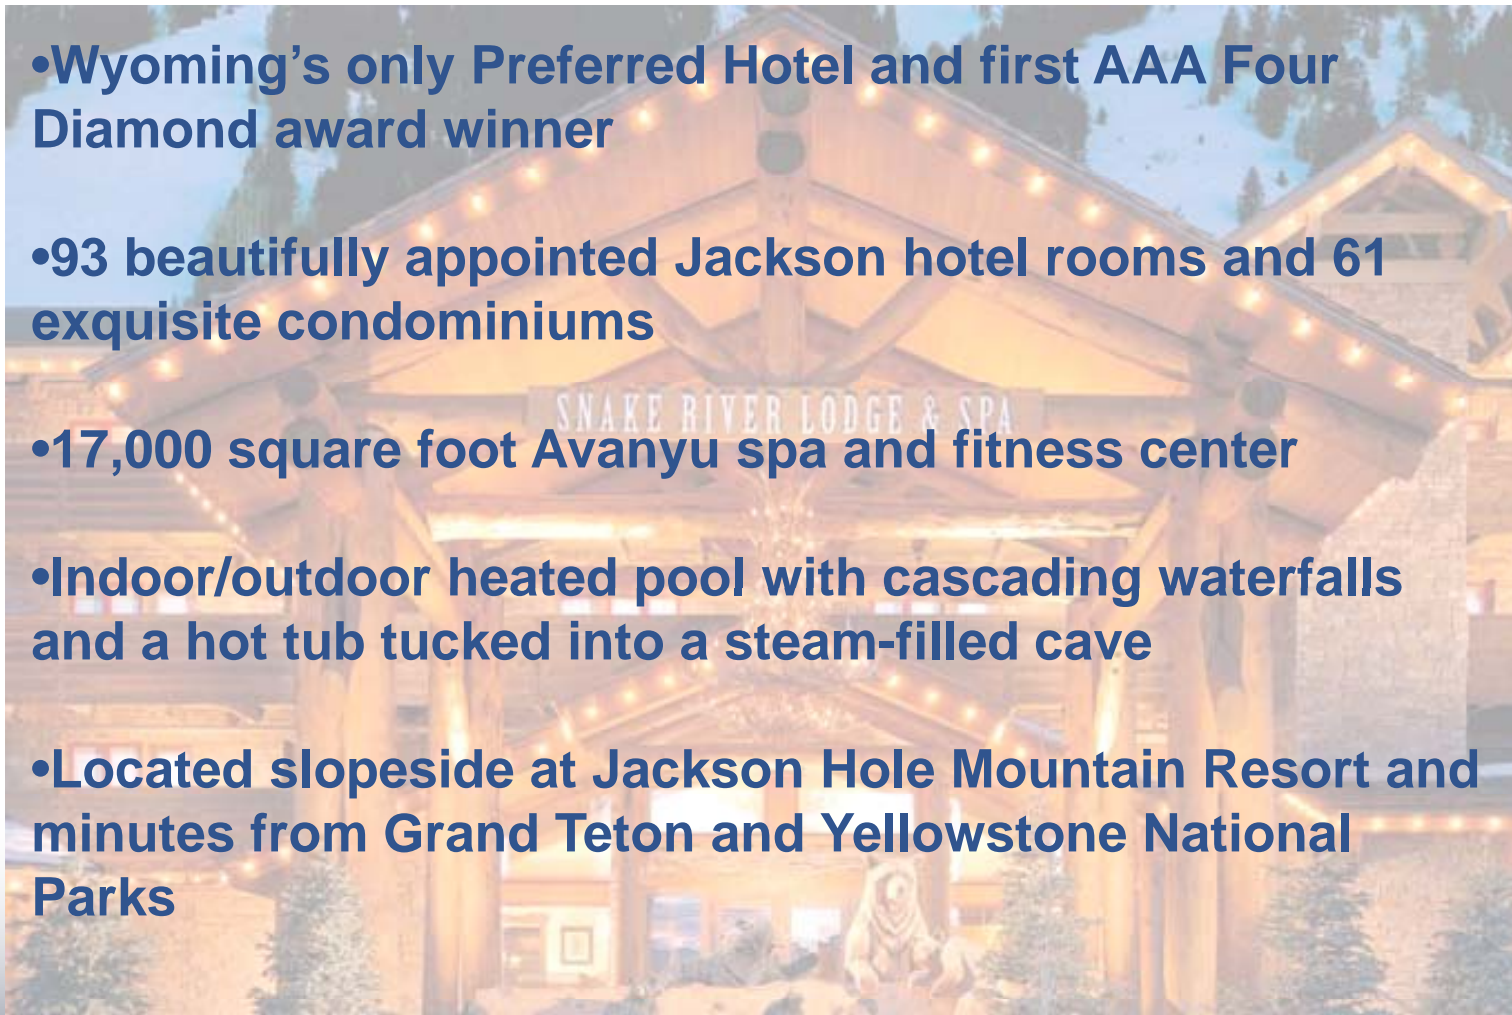 •Wyoming’s only Preferred Hotel and first AAA Four
Diamond award winner
•93 beautifully appointed Jackson hotel rooms and 61
exquisite condominiums
SNAKE RIVER LODGE & SPA
•17,000 square foot Avanyu spa and fitness center
•Indoor/outdoor heated pool with cascading waterfalls
and a hot tub tucked into a steam-filled cave
•Located slopeside at Jackson Hole Mountain Resort and
minutes from Grand Teton and Yellowstone National
Parks